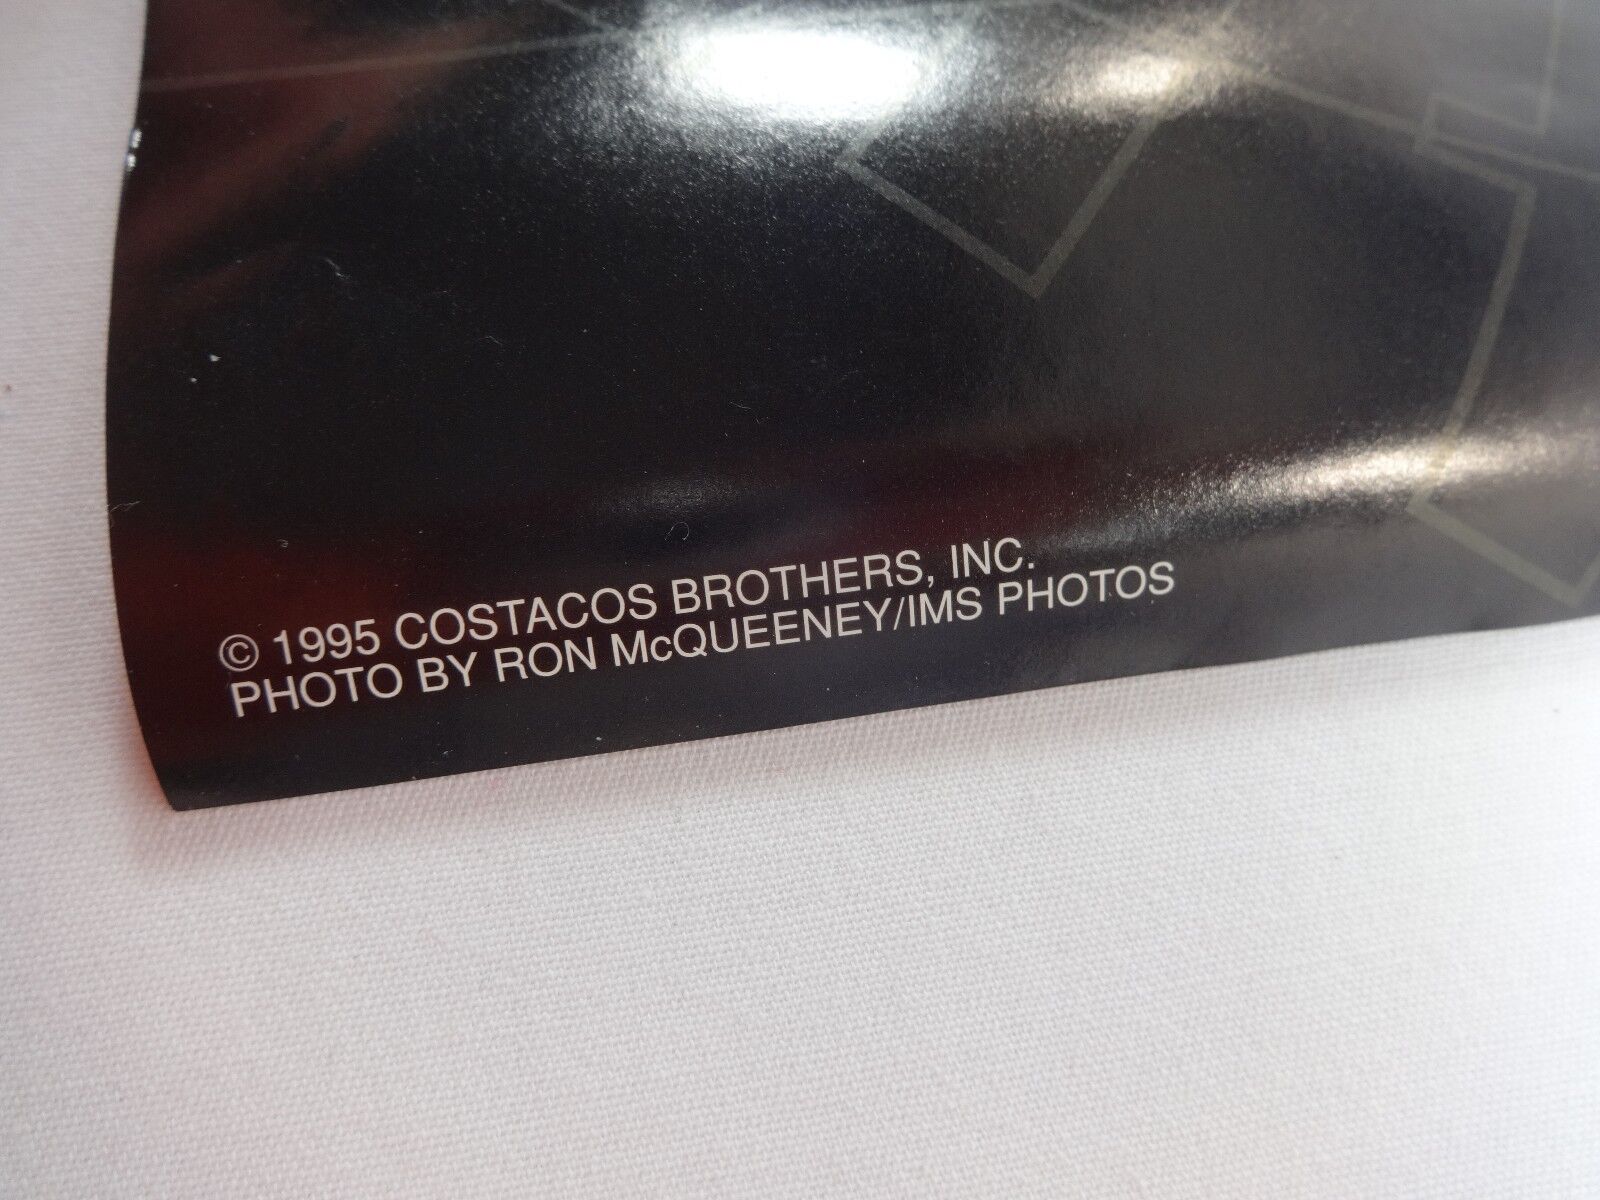 © 1995 COSTACOS BROTHERS, INC.
PHOTO BY RON McQUEENEY/IMS PHOTOS